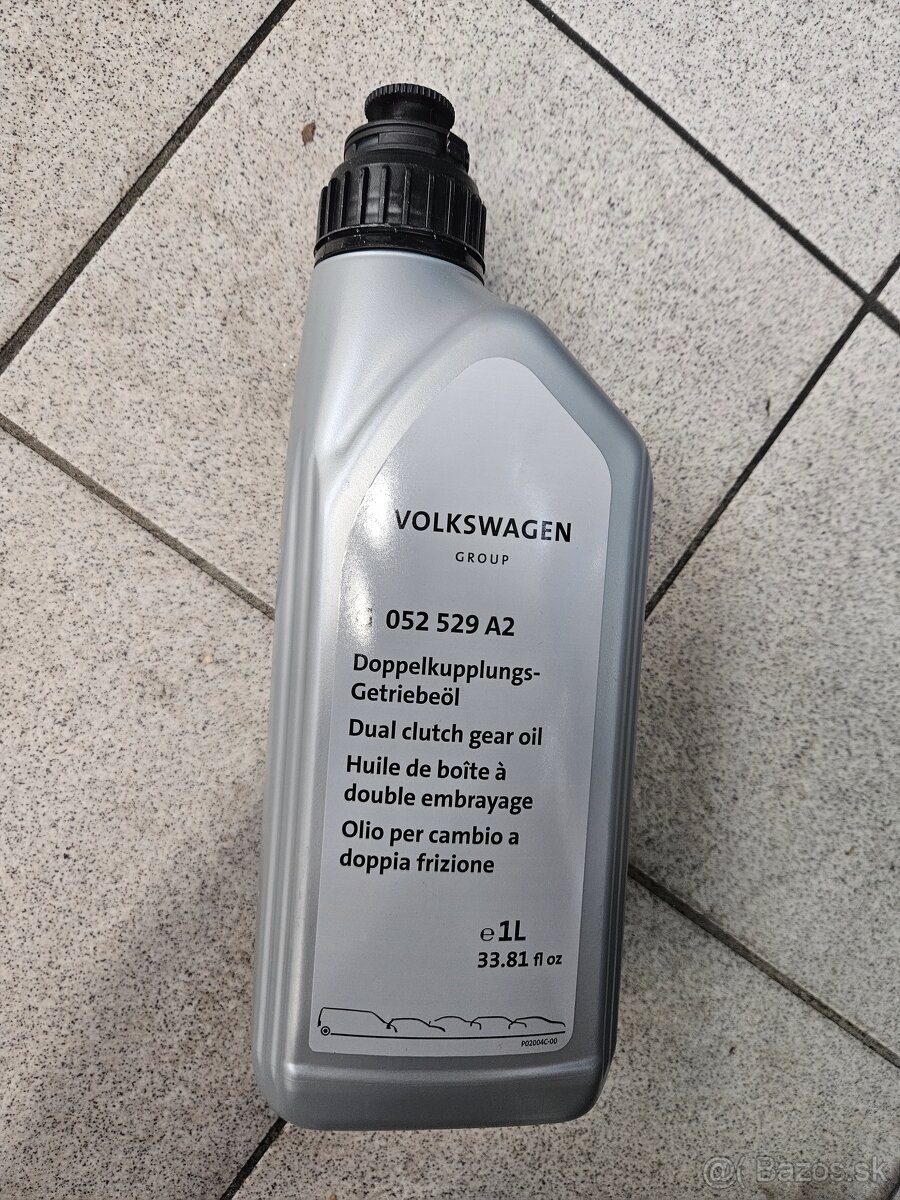 VOLKSWAGEN
GROUP
G 052 529 A2
Doppelkupplungs-
Getriebeöl
Dual clutch gear oil
Huile de boîte à
double embrayage
Olio per cambio a
doppia frizione
℮ 1L
33.81 fl oz
P02004C-00
@( Bazos.sk